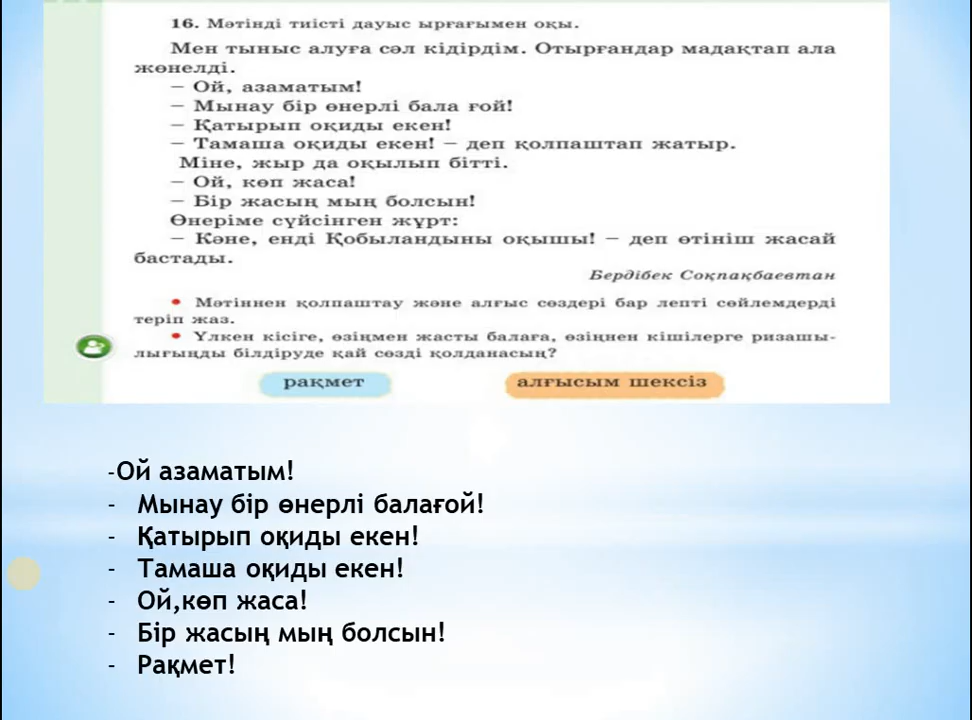 16. Мәтінді тиісті дауыс ырғағымен оқы.
Мен тыныс алуға сәл кідірдім. Отырғандар мадақтап ала
жөнелді.
– Ой, азаматым!
– Мынау бір өнерлі бала ғой!
– Қатырып оқиды екен!
– Тамаша оқиды екен! – деп қолпаштап жатыр.
Міне, жыр да оқылып бітті.
– Ой, көп жаса!
– Бір жасың мың болсын!
Өнеріме сүйсінген жұрт:
– Кәне, енді Қобыландыны оқышы! – деп өтініш жасай
бастады.
Бердібек Соқпақбаевтан
• Мәтіннен қолпаштау және алғыс сөздері бар лепті сөйлемдерді
теріп жаз.
• Үлкен кісіге, өзіңмен жасты балаға, өзіңнен кішілерге ризашы-
лығыңды білдіруде қай сөзді қолданасың?
рақмет алғысым шексіз
-Ой азаматым!
- Мынау бір өнерлі балағой!
- Қатырып оқиды екен!
- Тамаша оқиды екен!
- Ой,көп жаса!
- Бір жасың мың болсын!
- Рақмет!